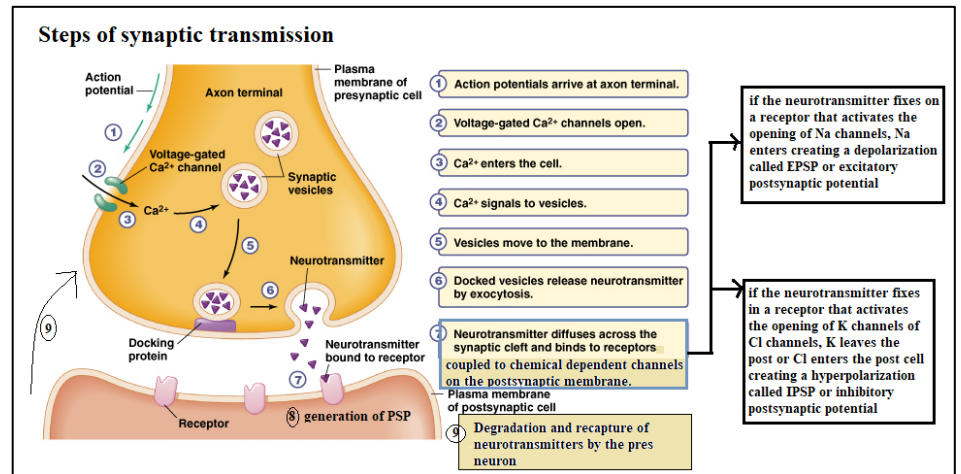 Steps of synaptic transmission
Action
potential
Axon terminal
Plasma
membrane of
presynaptic cell
1
Voltage-gated
Ca²⁺ channel
2
3
Ca²⁺
4
Synaptic
vesicles
5
Neurotransmitter
6
Docking
protein
Neurotransmitter
bound to receptor
7
9
Receptor
8 generation of PSP
Plasma membrane
of postsynaptic cell
1 Action potentials arrive at axon terminal.
2 Voltage-gated Ca²⁺ channels open.
3 Ca²⁺ enters the cell.
4 Ca²⁺ signals to vesicles.
5 Vesicles move to the membrane.
6 Docked vesicles release neurotransmitter
by exocytosis.
7 Neurotransmitter diffuses across the
synaptic cleft and binds to receptors
coupled to chemical dependent channels
on the postsynaptic membrane.
9 Degradation and recapture of
neurotransmitters by the pres
neuron
if the neurotransmitter fixes on
a receptor that activates the
opening of Na channels, Na
enters creating a depolarization
called EPSP or excitatory
postsynaptic potential
if the neurotransmitter fixes
in a receptor that activates
the opening of K channels of
Cl channels, K leaves the
post or Cl enters the post cell
creating a hyperpolarization
called IPSP or inhibitory
postsynaptic potential